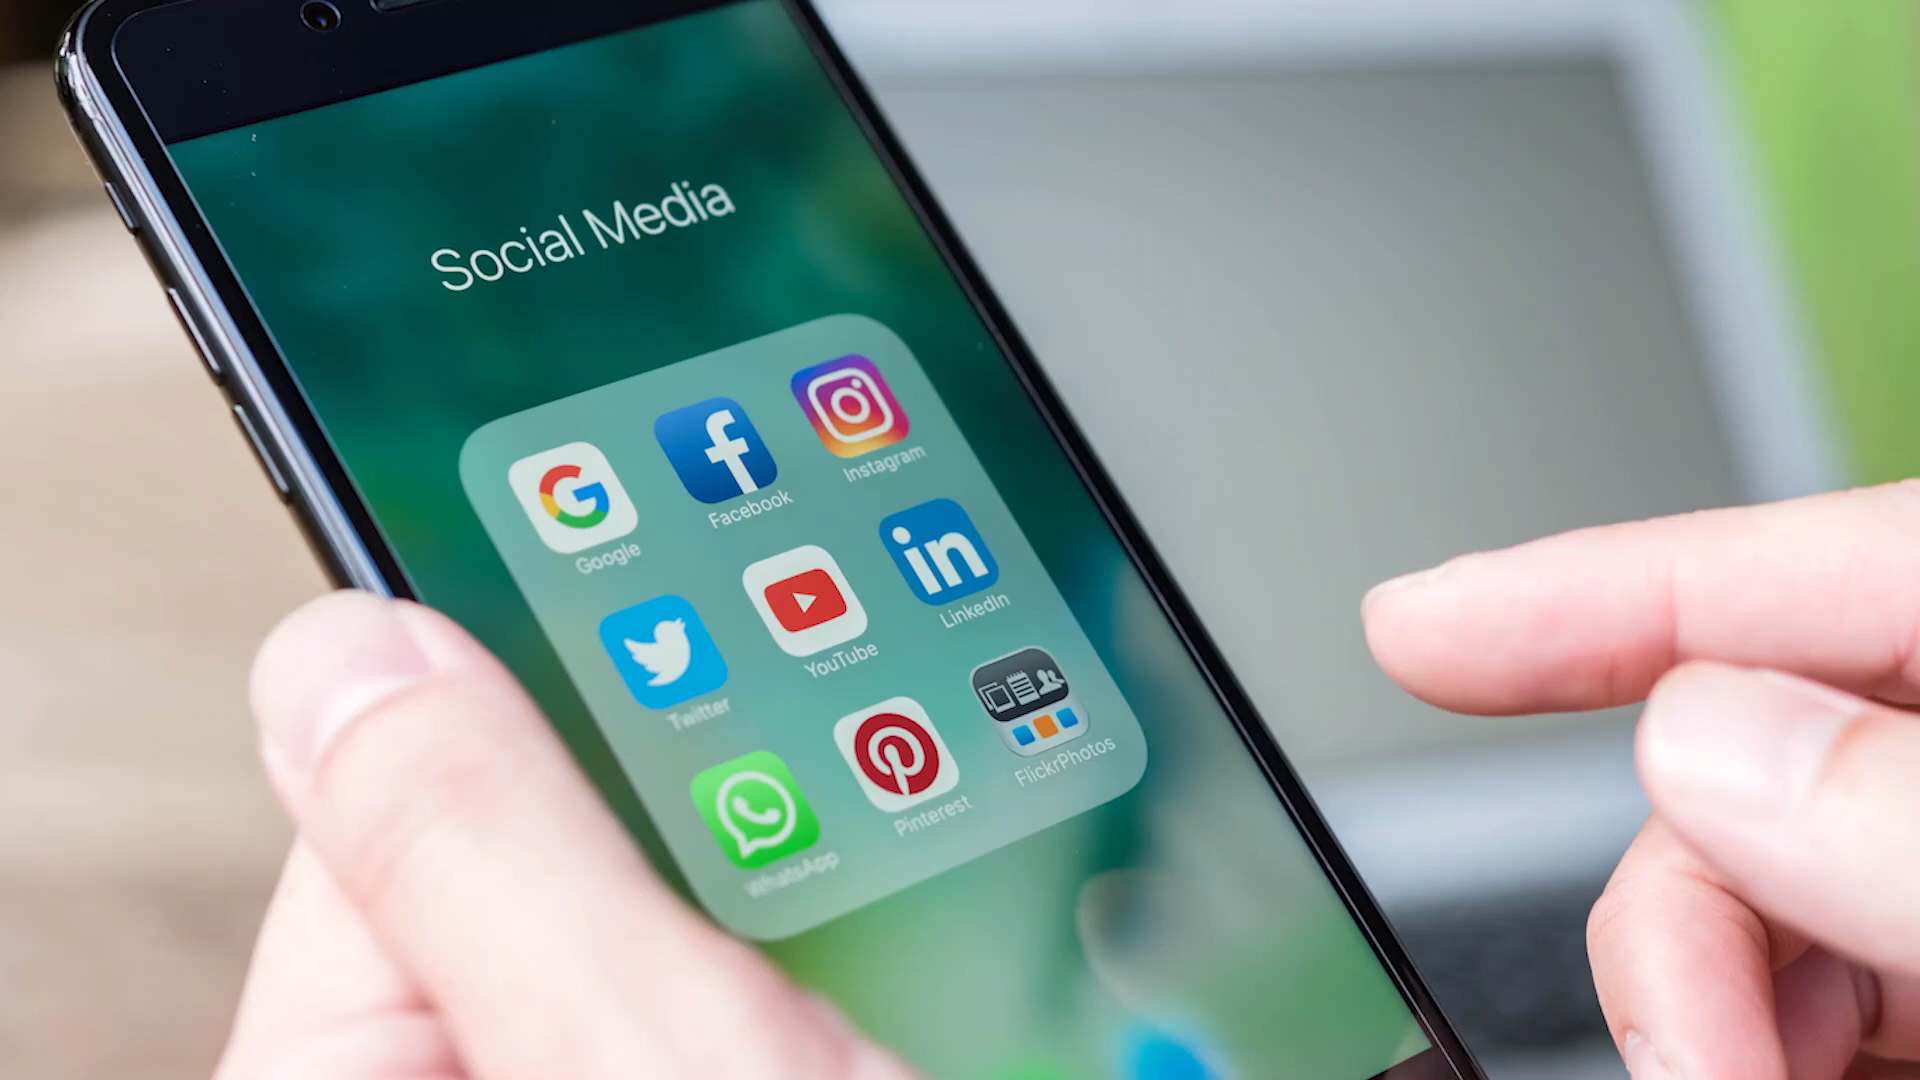 Social Media
Google
Facebook
Instagram
Twitter
YouTube
LinkedIn
WhatsApp
Pinterest
FlickrPhotos